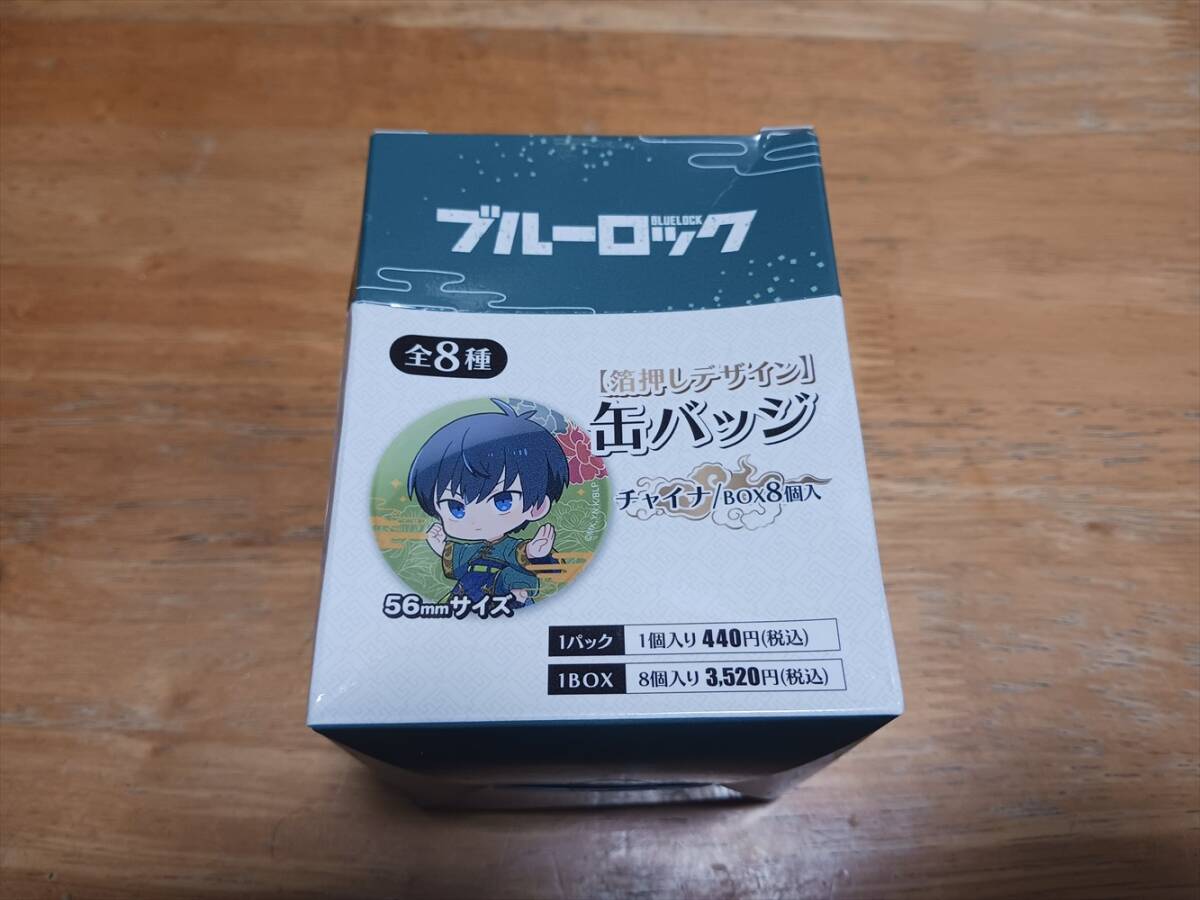 ブルーロック
BLUELOCK
全8種
【箔押しデザイン】
缶バッジ
チャイナ/BOX8個入
©MK,YK,K/BLP
56mmサイズ
1パック 1個入り 440円(税込)
1BOX 8個入り 3,520円(税込)